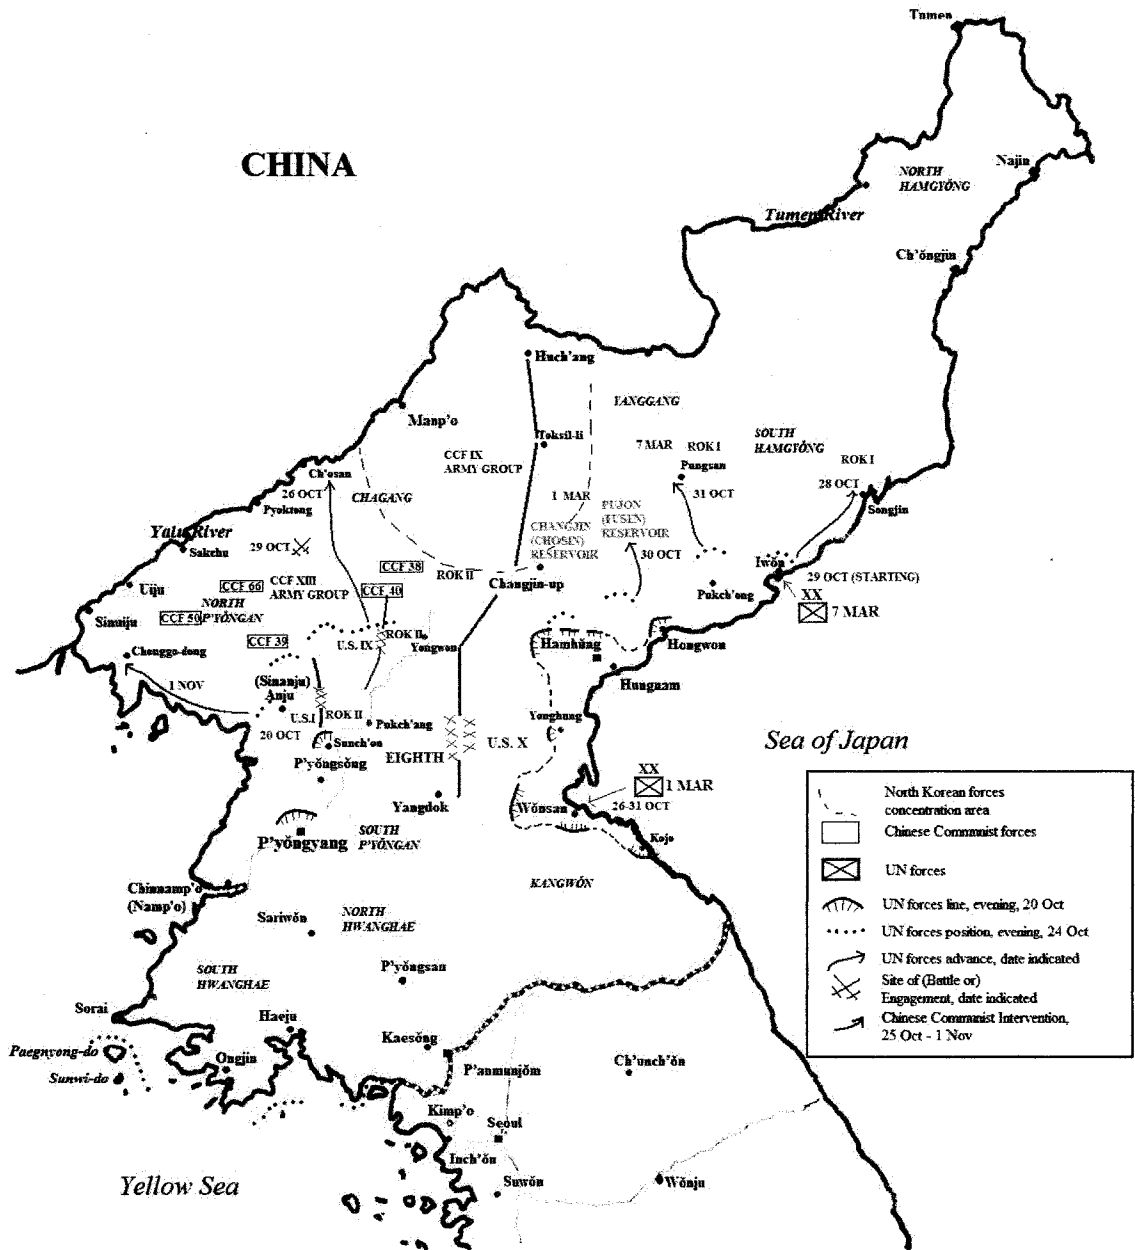 Tumen
CHINA
Najin
NORTH
HAMGYŎNG
Tumen River
Ch'ŏngjin
Huch'ang
YANGGANG
Manp'o
Toksil-li
7 MAR
ROK I
SOUTH
HAMGYŎNG
CCF IX
ARMY GROUP
Pungsan
ROK I
Ch'osan
26 OCT
CHAGANG
1 MAR
31 OCT
28 OCT
Pyoktong
PUJON
(FUSEN)
RESERVOIR
Songjin
Yalu River
CHANGJIN
(CHOSIN)
RESERVOIR
Sakchu
29 OCT
30 OCT
Iwŏn
CCF 38
ROK II
29 OCT (STARTING)
CCF 66
CCF XIII
ARMY GROUP
CCF 40
Changjin-up
Pukch'ong
XX
7 MAR
Uiju
NORTH
P'YŎNGAN
CCF 50
Sinuiju
CCF 39
U.S. IX
ROK II
Yongwon
Hamhŭng
Hongwon
Chonggo-dong
1 NOV
(Sinanju)
Anju
Hungnam
U.S.I
ROK II
Pukch'ang
Yonghung
20 OCT
Sunch'on
EIGHTH
U.S. X
Sea of Japan
P'yŏngsŏng
XX
1 MAR
Yangdok
Wŏnsan
26-31 OCT
P'yŏngyang
SOUTH
P'YŎNGAN
Kojo
KANGWŎN
Chinnamp'o
(Namp'o)
Sariwŏn
NORTH
HWANGHAE
P'yŏngsan
SOUTH
HWANGHAE
Sorai
Haeju
Kaesŏng
Paegnyong-do
Ongjin
P'anmunjŏm
Ch'unch'ŏn
Sunwi-do
Kimp'o
Seoul
Inch'ŏn
Suwŏn
Wŏnju
Yellow Sea
North Korean forces
concentration area
Chinese Communist forces
UN forces
UN forces line, evening, 20 Oct
UN forces position, evening, 24 Oct
UN forces advance, date indicated
Site of (Battle or)
Engagement, date indicated
Chinese Communist Intervention,
25 Oct - 1 Nov